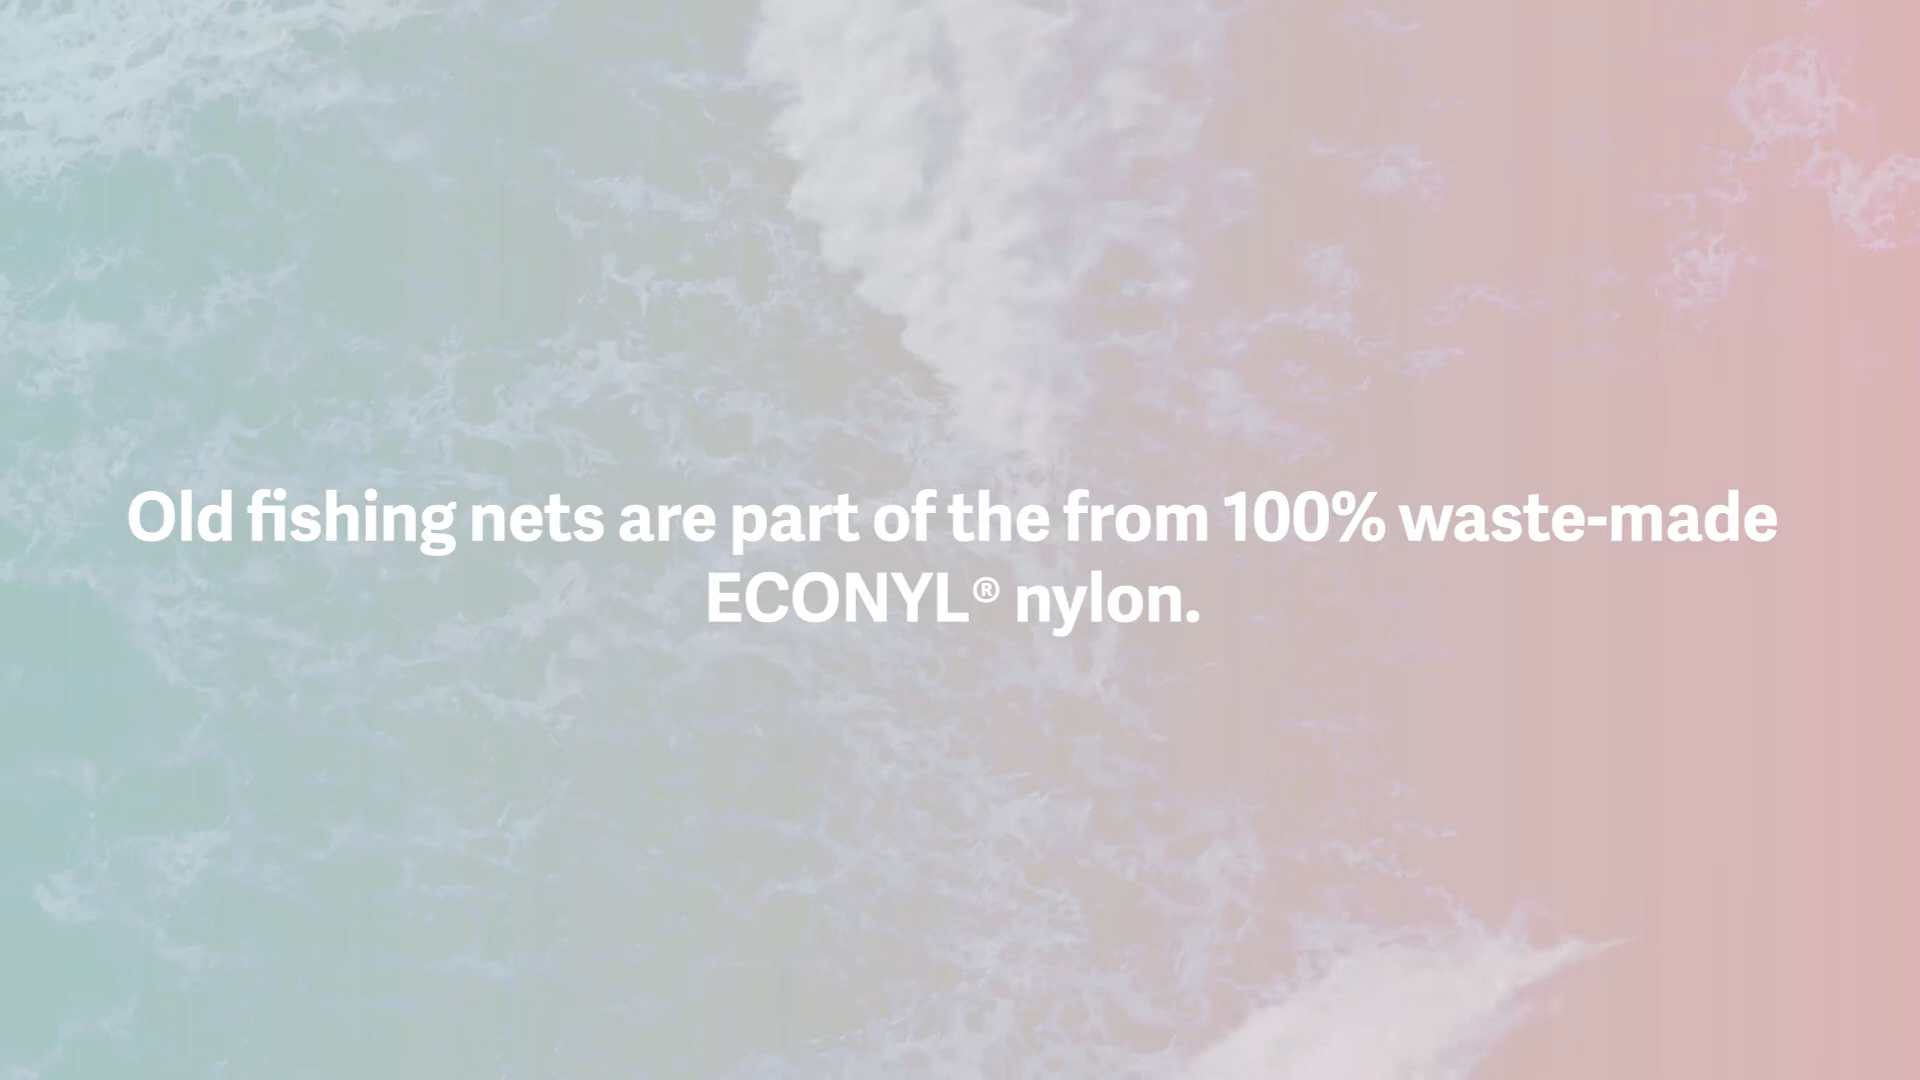 Old fishing nets are part of the from 100% waste-made
ECONYL® nylon.